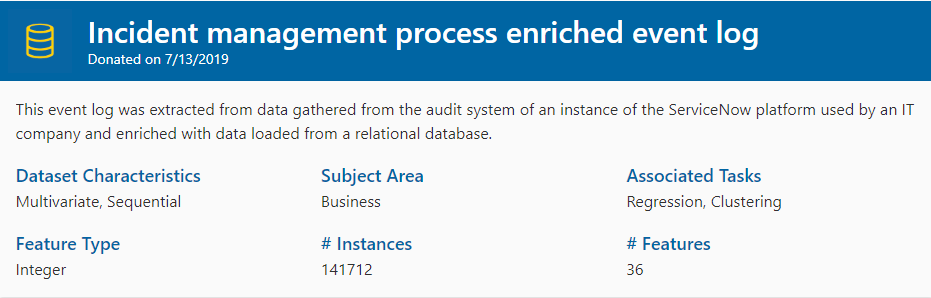 Incident management process enriched event log
Donated on 7/13/2019
This event log was extracted from data gathered from the audit system of an instance of the ServiceNow platform used by an IT
company and enriched with data loaded from a relational database.
Dataset Characteristics
Multivariate, Sequential
Subject Area
Business
Associated Tasks
Regression, Clustering
Feature Type
Integer
# Instances
141712
# Features
36